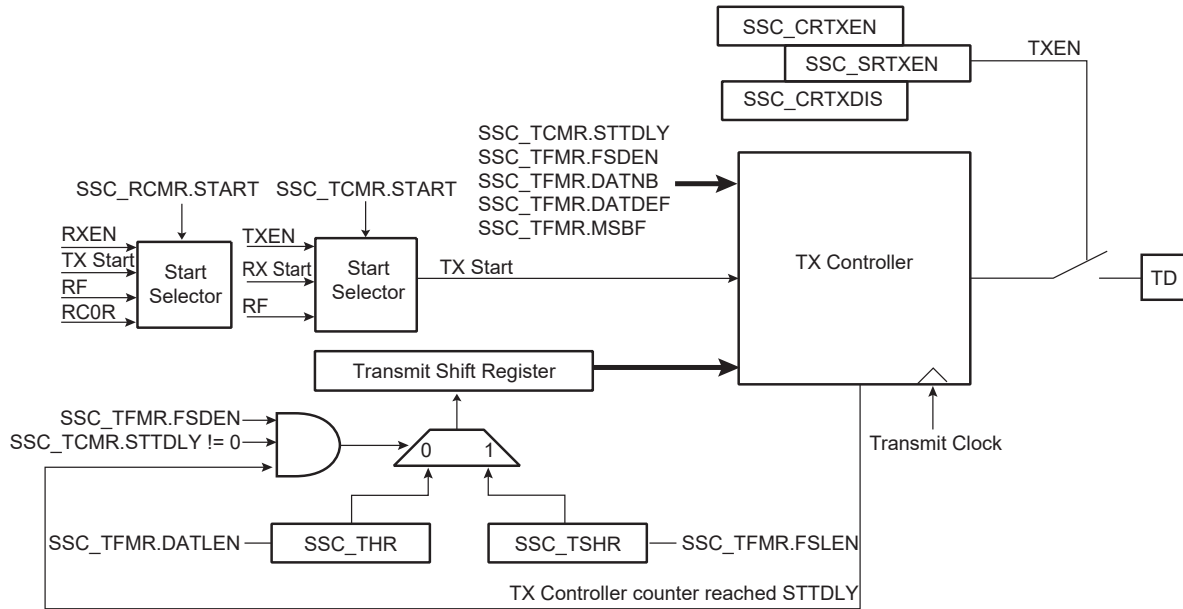 SSC_CRTXEN
SSC_SRTXEN
TXEN
SSC_CRTXDIS
SSC_TCMR.STTDLY
SSC_TFMR.FSDEN
SSC_TFMR.DATNB
SSC_TFMR.DATDEF
SSC_TFMR.MSBF
SSC_RCMR.START
SSC_TCMR.START
RXEN
TX Start
RF
RC0R
Start
Selector
TXEN
RX Start
RF
Start
Selector
TX Start
TX Controller
TD
Transmit Shift Register
Transmit Clock
SSC_TFMR.FSDEN
SSC_TCMR.STTDLY != 0
0 1
SSC_TFMR.DATLEN
SSC_THR
SSC_TSHR
SSC_TFMR.FSLEN
TX Controller counter reached STTDLY